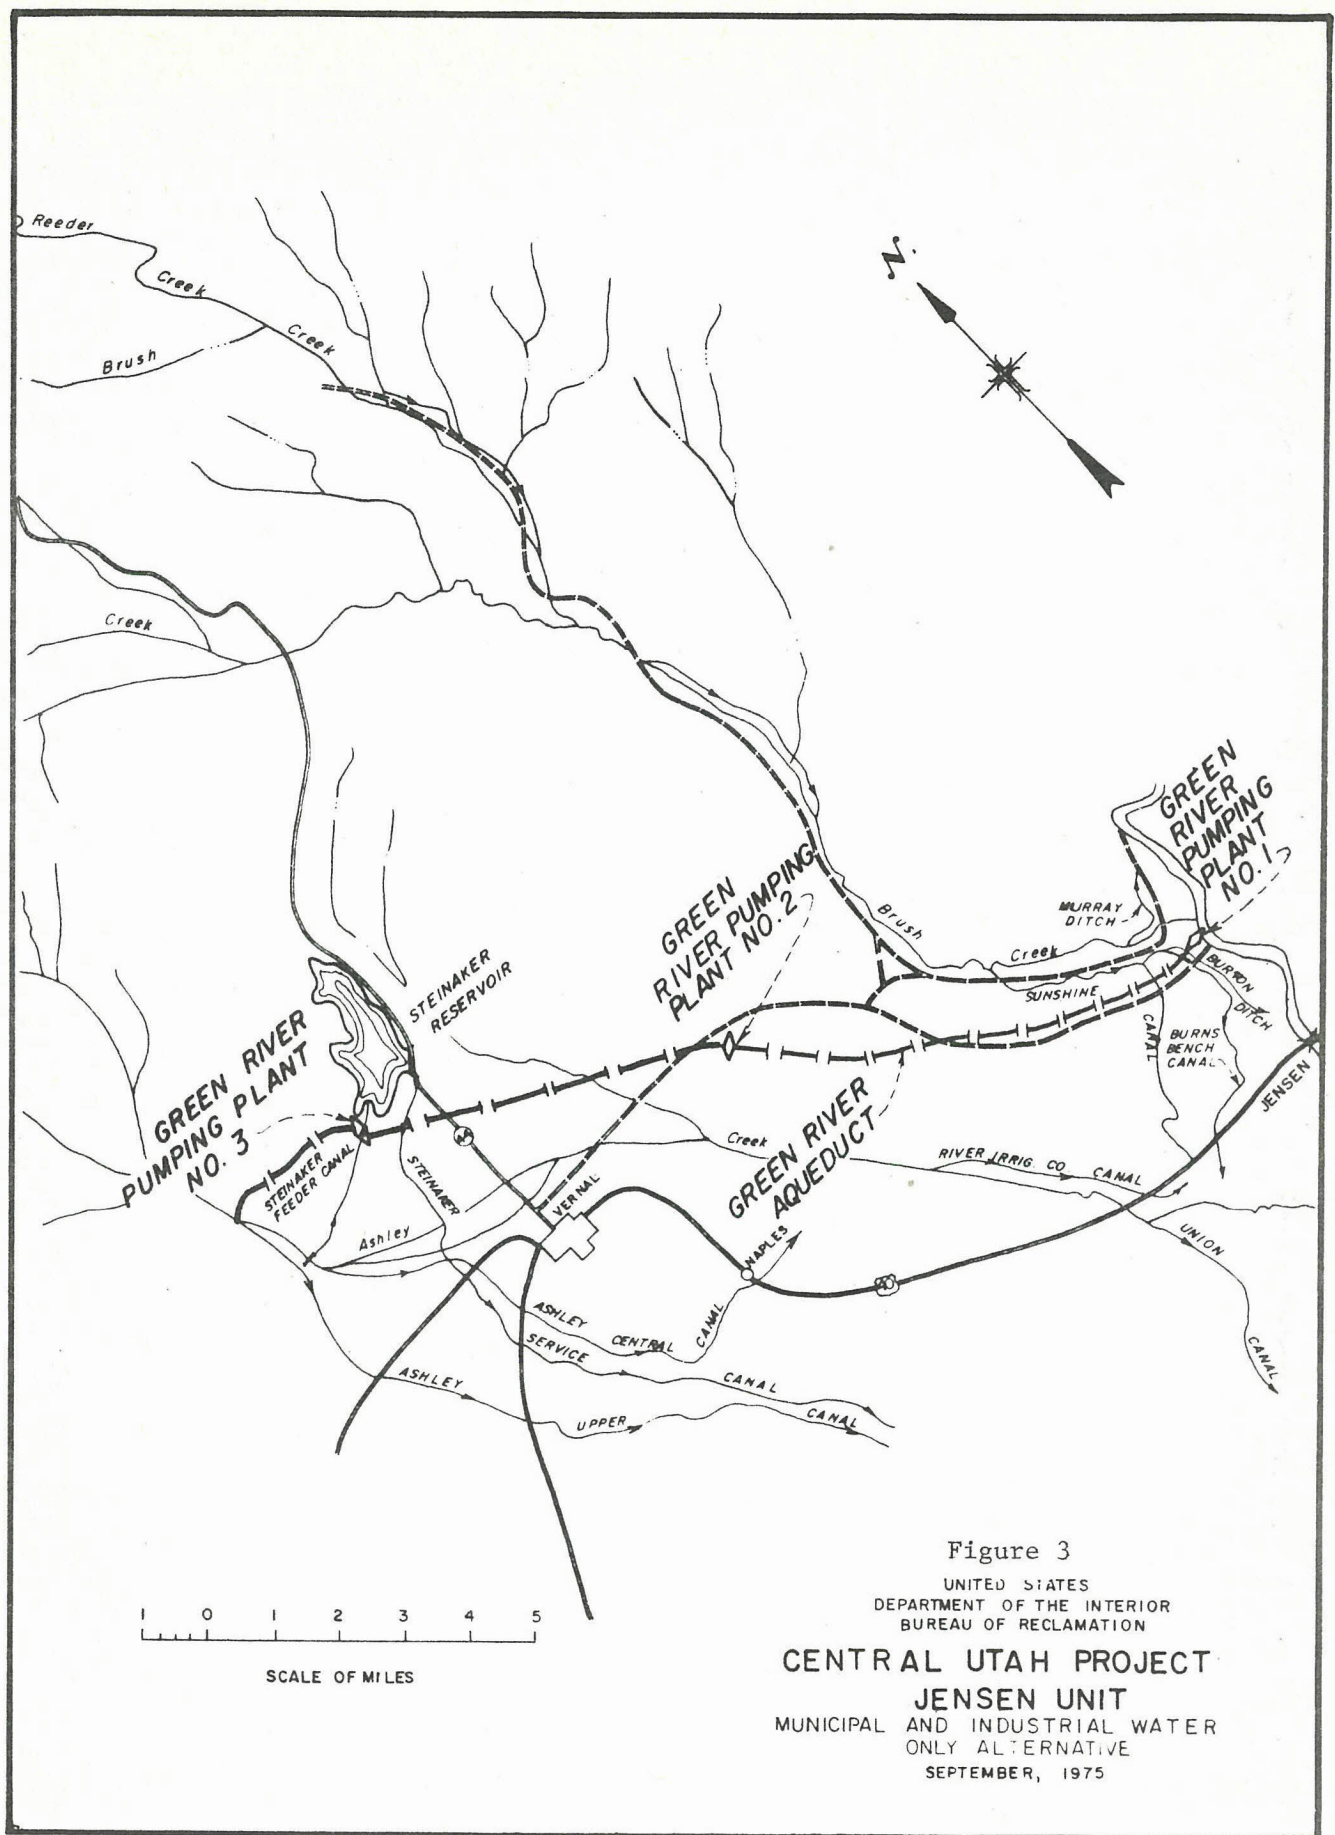 Reeder
Creek
Creek
Brush
N.
Creek
GREEN
RIVER
PUMPING
PLANT
NO. 1
GREEN
RIVER PUMPING
PLANT NO. 2
Brush
Creek
MURRAY
DITCH
SUNSHINE
CANAL
BURTON
DITCH
BURNS
BENCH
CANAL
JENSEN
STEINAKER
RESERVOIR
GREEN RIVER
PUMPING PLANT
NO. 3
STEINAKER
FEEDER CANAL
44
STEINAKER
VERNAL
Creek
GREEN RIVER
AQUEDUCT
RIVER IRRIG. CO CANAL
UNION
CANAL
Ashley
NAPLES
40
ASHLEY
CENTRAL
CANAL
SERVICE
CANAL
ASHLEY
UPPER
CANAL
Figure 3
UNITED STATES
DEPARTMENT OF THE INTERIOR
BUREAU OF RECLAMATION
CENTRAL UTAH PROJECT
JENSEN UNIT
MUNICIPAL AND INDUSTRIAL WATER
ONLY ALTERNATIVE
SEPTEMBER, 1975
1 0 1 2 3 4 5
SCALE OF MILES